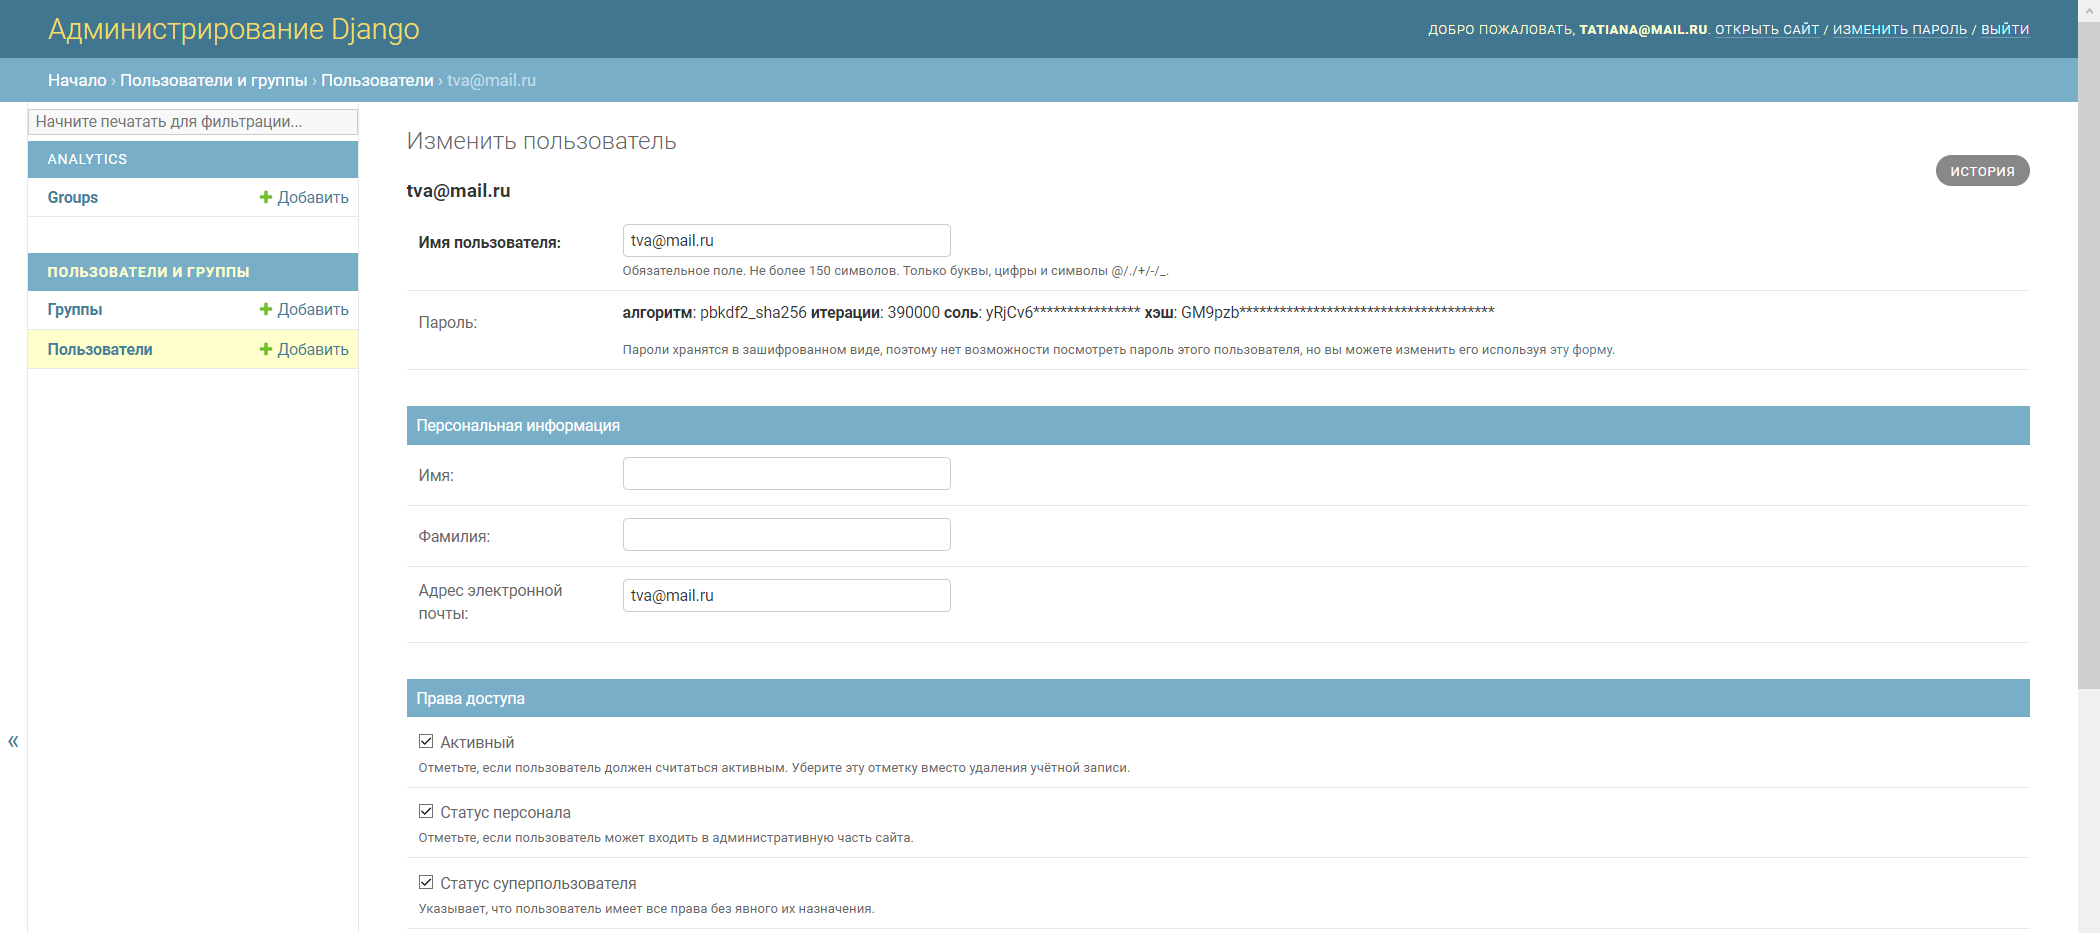 Администрирование Django
ДОБРО ПОЖАЛОВАТЬ, TATIANA@MAIL.RU. ОТКРЫТЬ САЙТ / ИЗМЕНИТЬ ПАРОЛЬ / ВЫЙТИ
Начало › Пользователи и группы › Пользователи › tva@mail.ru
Начните печатать для фильтрации...
ANALYTICS
Groups
Добавить
ПОЛЬЗОВАТЕЛИ И ГРУППЫ
Группы
Добавить
Пользователи
Добавить
«
Изменить пользователь
ИСТОРИЯ
tva@mail.ru
Имя пользователя:
tva@mail.ru
Обязательное поле. Не более 150 символов. Только буквы, цифры и символы @/./+/-/_.
Пароль:
алгоритм: pbkdf2_sha256 итерации: 390000 соль: yRjCv6**************** хэш: GM9pzb**************************************
Пароли хранятся в зашифрованном виде, поэтому нет возможности посмотреть пароль этого пользователя, но вы можете изменить его используя эту форму.
Персональная информация
Имя:
Фамилия:
Адрес электронной
почты:
tva@mail.ru
Права доступа
Активный
Отметьте, если пользователь должен считаться активным. Уберите эту отметку вместо удаления учётной записи.
Статус персонала
Отметьте, если пользователь может входить в административную часть сайта.
Статус суперпользователя
Указывает, что пользователь имеет все права без явного их назначения.